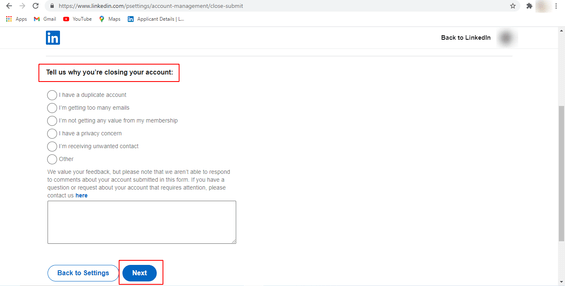 https://www.linkedin.com/psettings/account-management/close-submit
Apps Gmail YouTube Maps Applicant Details | L...
in Back to LinkedIn
Tell us why you're closing your account:
I have a duplicate account
I'm getting too many emails
I'm not getting any value from my membership
I have a privacy concern
I'm receiving unwanted contact
Other
We value your feedback, but please note that we aren't able to respond
to comments about your account submitted in this form. If you have a
question or request about your account that requires attention, please
contact us here
Back to Settings Next